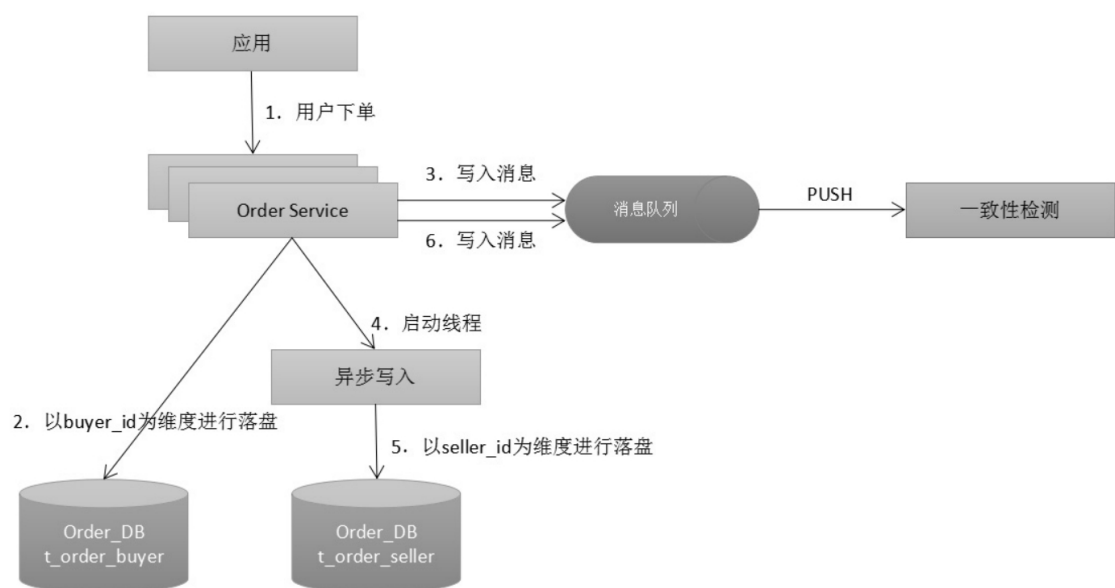 应用
1. 用户下单
Order Service
3. 写入消息
6. 写入消息
消息队列
PUSH
一致性检测
4. 启动线程
异步写入
2. 以buyer_id为维度进行落盘
5. 以seller_id为维度进行落盘
Order_DB
t_order_buyer
Order_DB
t_order_seller